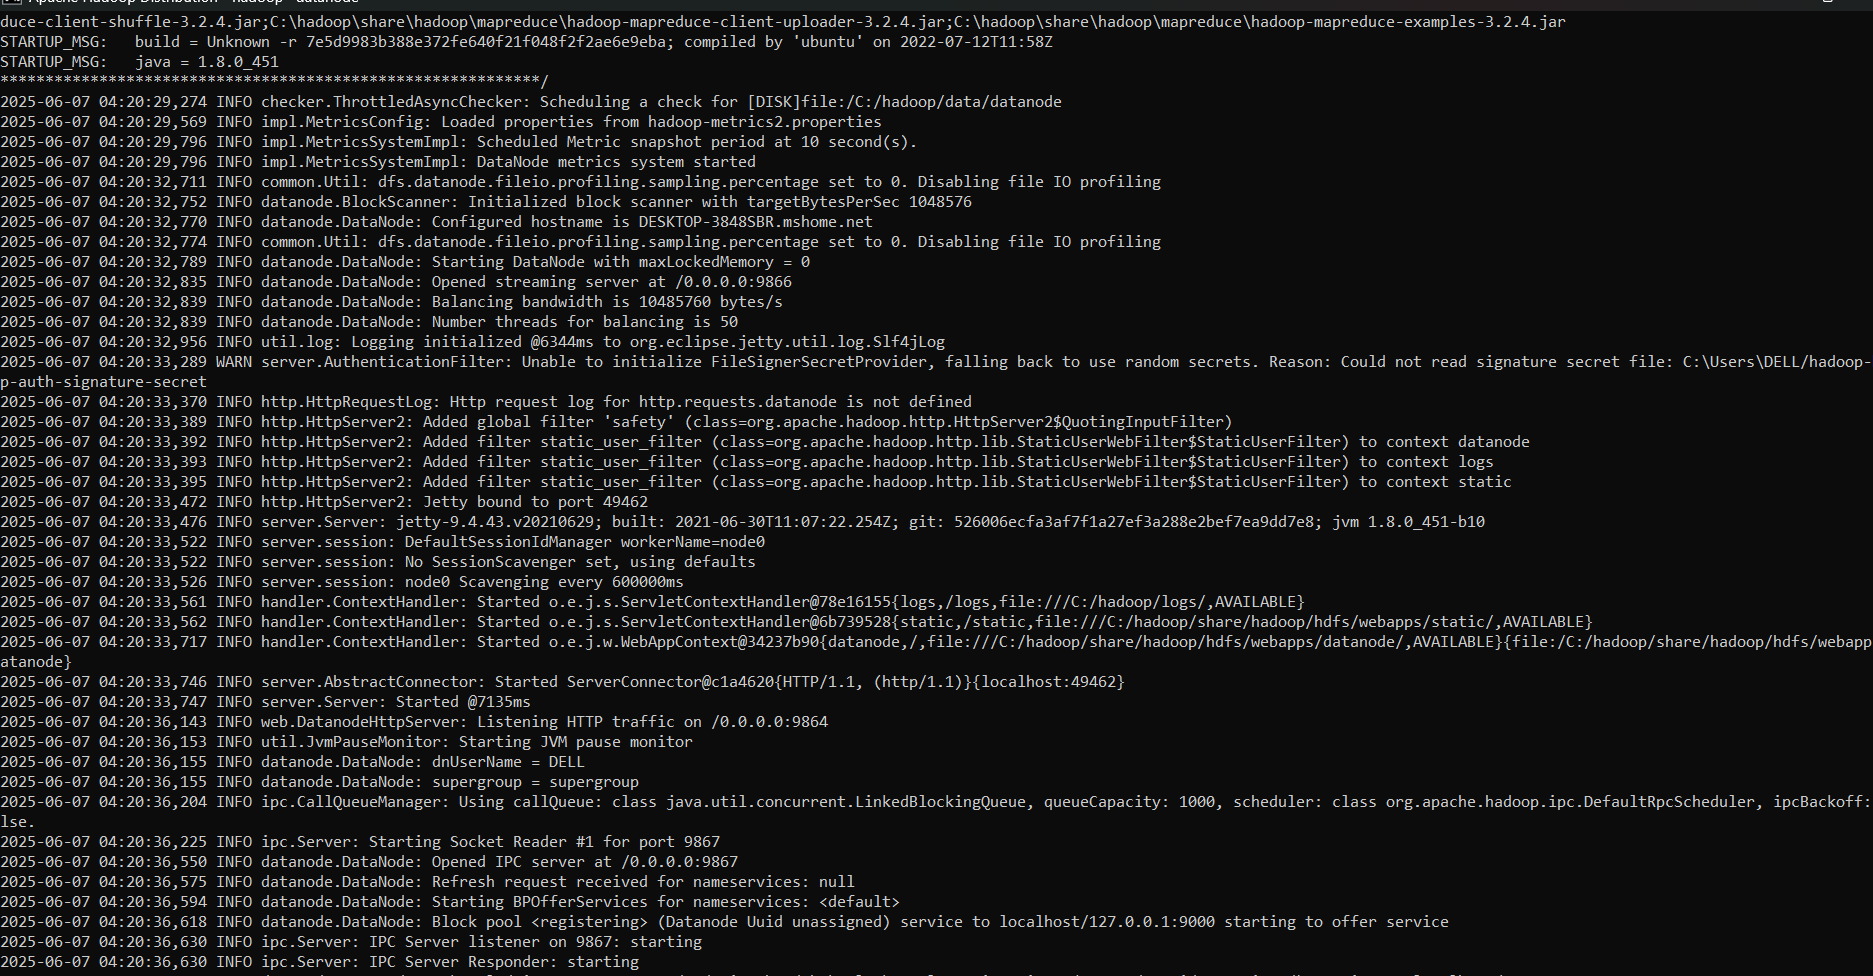 Apache Hadoop Distribution - hadoop datanode
duce-client-shuffle-3.2.4.jar;C:\hadoop\share\hadoop\mapreduce\hadoop-mapreduce-client-uploader-3.2.4.jar;C:\hadoop\share\hadoop\mapreduce\hadoop-mapreduce-examples-3.2.4.jar
STARTUP_MSG:   build = Unknown -r 7e5d9983b388e372fe640f21f048f2f2ae6e9eba; compiled by 'ubuntu' on 2022-07-12T11:58Z
STARTUP_MSG:   java = 1.8.0_451
************************************************************/
2025-06-07 04:20:29,274 INFO checker.ThrottledAsyncChecker: Scheduling a check for [DISK]file:/C:/hadoop/data/datanode
2025-06-07 04:20:29,569 INFO impl.MetricsConfig: Loaded properties from hadoop-metrics2.properties
2025-06-07 04:20:29,796 INFO impl.MetricsSystemImpl: Scheduled Metric snapshot period at 10 second(s).
2025-06-07 04:20:29,796 INFO impl.MetricsSystemImpl: DataNode metrics system started
2025-06-07 04:20:32,711 INFO common.Util: dfs.datanode.fileio.profiling.sampling.percentage set to 0. Disabling file IO profiling
2025-06-07 04:20:32,752 INFO datanode.BlockScanner: Initialized block scanner with targetBytesPerSec 1048576
2025-06-07 04:20:32,770 INFO datanode.DataNode: Configured hostname is DESKTOP-3848SBR.mshome.net
2025-06-07 04:20:32,774 INFO common.Util: dfs.datanode.fileio.profiling.sampling.percentage set to 0. Disabling file IO profiling
2025-06-07 04:20:32,789 INFO datanode.DataNode: Starting DataNode with maxLockedMemory = 0
2025-06-07 04:20:32,835 INFO datanode.DataNode: Opened streaming server at /0.0.0.0:9866
2025-06-07 04:20:32,839 INFO datanode.DataNode: Balancing bandwidth is 10485760 bytes/s
2025-06-07 04:20:32,839 INFO datanode.DataNode: Number threads for balancing is 50
2025-06-07 04:20:32,956 INFO util.log: Logging initialized @6344ms to org.eclipse.jetty.util.log.Slf4jLog
2025-06-07 04:20:33,289 WARN server.AuthenticationFilter: Unable to initialize FileSignerSecretProvider, falling back to use random secrets. Reason: Could not read signature secret file: C:\Users\DELL/hadoop-
p-auth-signature-secret
2025-06-07 04:20:33,370 INFO http.HttpRequestLog: Http request log for http.requests.datanode is not defined
2025-06-07 04:20:33,389 INFO http.HttpServer2: Added global filter 'safety' (class=org.apache.hadoop.http.HttpServer2$QuotingInputFilter)
2025-06-07 04:20:33,392 INFO http.HttpServer2: Added filter static_user_filter (class=org.apache.hadoop.http.lib.StaticUserWebFilter$StaticUserFilter) to context datanode
2025-06-07 04:20:33,393 INFO http.HttpServer2: Added filter static_user_filter (class=org.apache.hadoop.http.lib.StaticUserWebFilter$StaticUserFilter) to context logs
2025-06-07 04:20:33,395 INFO http.HttpServer2: Added filter static_user_filter (class=org.apache.hadoop.http.lib.StaticUserWebFilter$StaticUserFilter) to context static
2025-06-07 04:20:33,472 INFO http.HttpServer2: Jetty bound to port 49462
2025-06-07 04:20:33,476 INFO server.Server: jetty-9.4.43.v20210629; built: 2021-06-30T11:07:22.254Z; git: 526006ecfa3af7f1a27ef3a288e2bef7ea9dd7e8; jvm 1.8.0_451-b10
2025-06-07 04:20:33,522 INFO server.session: DefaultSessionIdManager workerName=node0
2025-06-07 04:20:33,522 INFO server.session: No SessionScavenger set, using defaults
2025-06-07 04:20:33,526 INFO server.session: node0 Scavenging every 600000ms
2025-06-07 04:20:33,561 INFO handler.ContextHandler: Started o.e.j.s.ServletContextHandler@78e16155{logs,/logs,file:///C:/hadoop/logs/,AVAILABLE}
2025-06-07 04:20:33,562 INFO handler.ContextHandler: Started o.e.j.s.ServletContextHandler@6b739528{static,/static,file:///C:/hadoop/share/hadoop/hdfs/webapps/static/,AVAILABLE}
2025-06-07 04:20:33,717 INFO handler.ContextHandler: Started o.e.j.w.WebAppContext@34237b90{datanode,/,file:///C:/hadoop/share/hadoop/hdfs/webapps/datanode/,AVAILABLE}{file:/C:/hadoop/share/hadoop/hdfs/webapp
atanode}
2025-06-07 04:20:33,746 INFO server.AbstractConnector: Started ServerConnector@c1a4620{HTTP/1.1, (http/1.1)}{localhost:49462}
2025-06-07 04:20:33,747 INFO server.Server: Started @7135ms
2025-06-07 04:20:36,143 INFO web.DatanodeHttpServer: Listening HTTP traffic on /0.0.0.0:9864
2025-06-07 04:20:36,153 INFO util.JvmPauseMonitor: Starting JVM pause monitor
2025-06-07 04:20:36,155 INFO datanode.DataNode: dnUserName = DELL
2025-06-07 04:20:36,155 INFO datanode.DataNode: supergroup = supergroup
2025-06-07 04:20:36,204 INFO ipc.CallQueueManager: Using callQueue: class java.util.concurrent.LinkedBlockingQueue, queueCapacity: 1000, scheduler: class org.apache.hadoop.ipc.DefaultRpcScheduler, ipcBackoff:
lse.
2025-06-07 04:20:36,225 INFO ipc.Server: Starting Socket Reader #1 for port 9867
2025-06-07 04:20:36,550 INFO datanode.DataNode: Opened IPC server at /0.0.0.0:9867
2025-06-07 04:20:36,575 INFO datanode.DataNode: Refresh request received for nameservices: null
2025-06-07 04:20:36,594 INFO datanode.DataNode: Starting BPOfferServices for nameservices: <default>
2025-06-07 04:20:36,618 INFO datanode.DataNode: Block pool <registering> (Datanode Uuid unassigned) service to localhost/127.0.0.1:9000 starting to offer service
2025-06-07 04:20:36,630 INFO ipc.Server: IPC Server listener on 9867: starting
2025-06-07 04:20:36,630 INFO ipc.Server: IPC Server Responder: starting